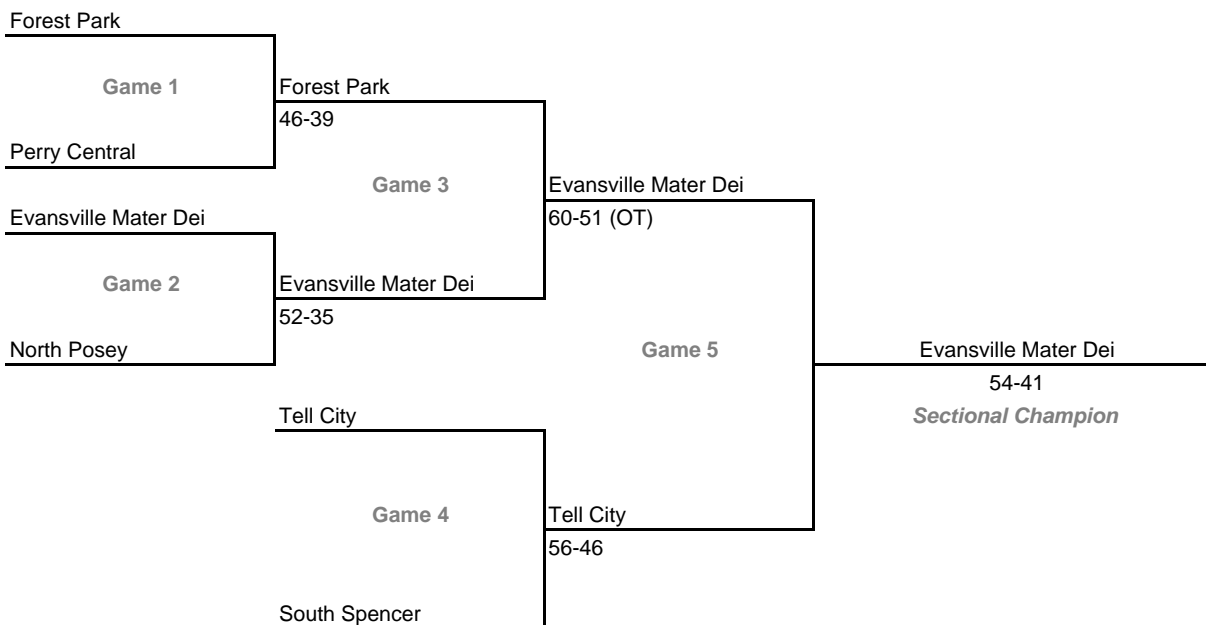 Forest Park
Game 1
Forest Park
46-39
Perry Central
Game 3
Evansville Mater Dei
Evansville Mater Dei
60-51 (OT)
Game 2
Evansville Mater Dei
52-35
North Posey
Game 5
Evansville Mater Dei
54-41
Tell City
Sectional Champion
Game 4
Tell City
56-46
South Spencer